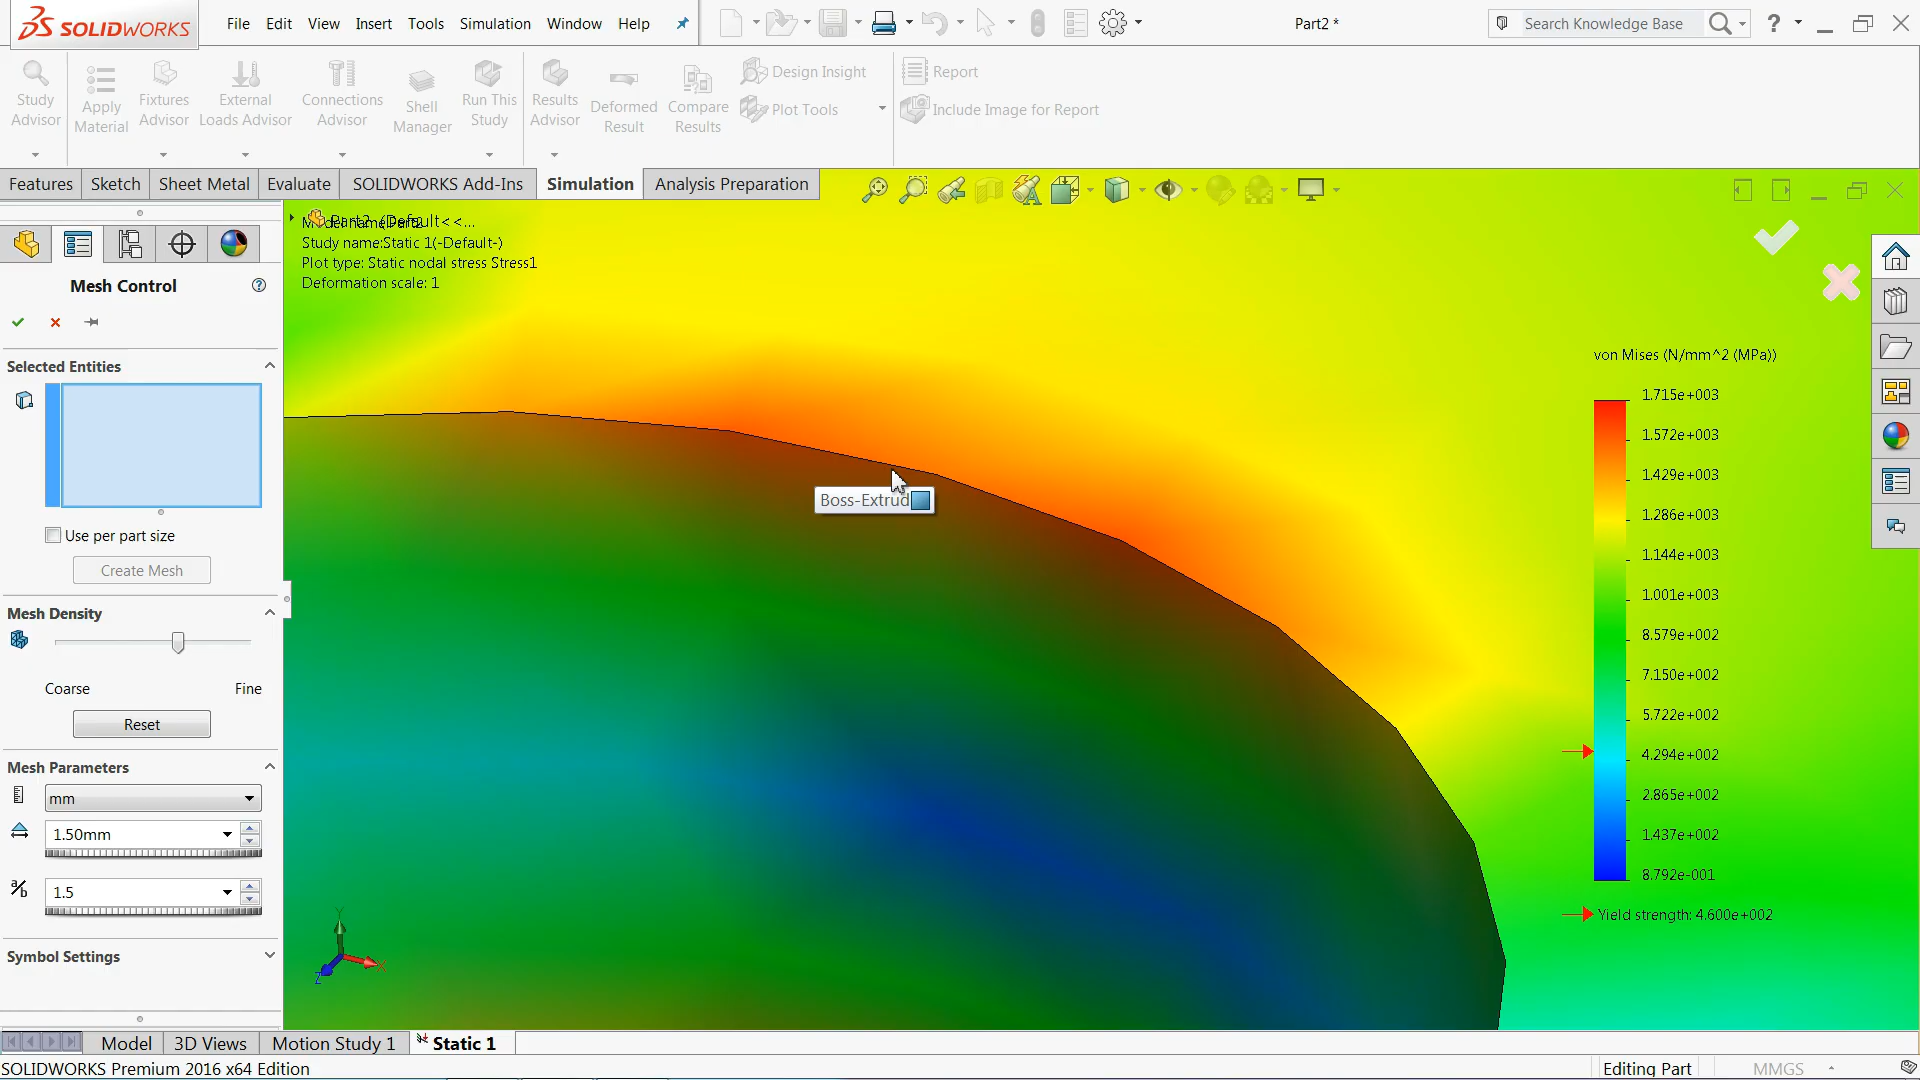 SOLIDWORKS
File Edit View Insert Tools Simulation Window Help
Part2 *
Search Knowledge Base
?
Study Advisor
Apply Material
Fixtures Advisor
External Loads Advisor
Connections Advisor
Shell Manager
Run This Study
Results Advisor
Deformed Result
Compare Results
Design Insight
Plot Tools
Report
Include Image for Report
Features Sketch Sheet Metal Evaluate SOLIDWORKS Add-Ins Simulation Analysis Preparation
Part2 (Default<<...
Study name:Static 1(-Default-)
Plot type: Static nodal stress Stress1
Deformation scale: 1
Mesh Control
Selected Entities
Use per part size
Create Mesh
Mesh Density
Coarse Fine
Reset
Mesh Parameters
mm
1.50mm
a/b
1.5
Symbol Settings
Boss-Extrud
von Mises (N/mm^2 (MPa))
1.715e+003
1.572e+003
1.429e+003
1.286e+003
1.144e+003
1.001e+003
8.579e+002
7.150e+002
5.722e+002
4.294e+002
2.865e+002
1.437e+002
8.792e-001
Yield strength: 4.600e+002
Y
X
Z
Model 3D Views Motion Study 1 Static 1
SOLIDWORKS Premium 2016 x64 Edition
Editing Part
MMGS